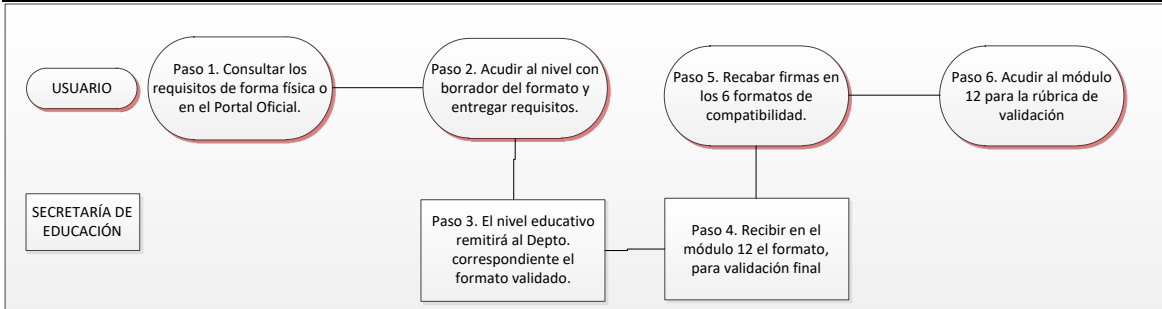 USUARIO
Paso 1. Consultar los
requisitos de forma física o
en el Portal Oficial.
Paso 2. Acudir al nivel con
borrador del formato y
entregar requisitos.
Paso 5. Recabar firmas en
los 6 formatos de
compatibilidad.
Paso 6. Acudir al módulo
12 para la rúbrica de
validación
SECRETARÍA DE
EDUCACIÓN
Paso 3. El nivel educativo
remitirá al Depto.
correspondiente el
formato validado.
Paso 4. Recibir en el
módulo 12 el formato,
para validación final